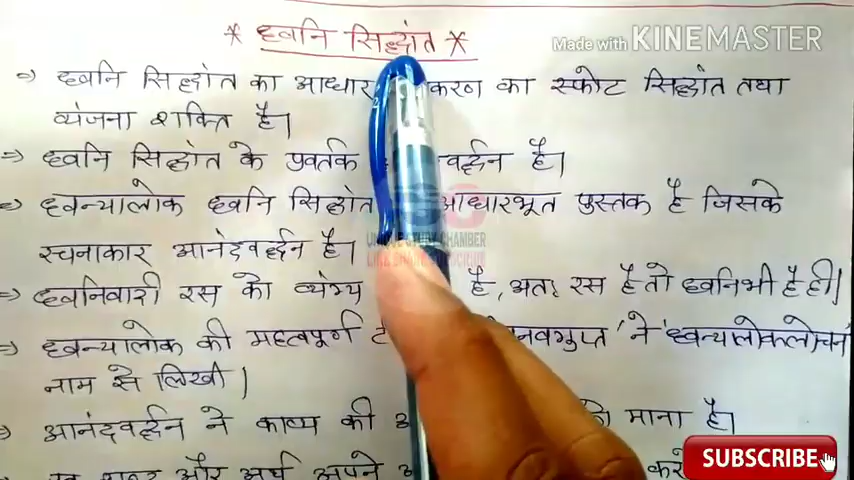 * ध्वनि सिद्धांत *
Made with KINEMASTER
⇒ ध्वनि सिद्धांत का आधार करण का स्फोट सिद्धांत तथा
व्यंजना शक्ति है।
⇒ ध्वनि सिद्धांत के प्रवर्तक वर्द्धन है।
⇒ ध्वन्यालोक ध्वनि सिद्धांत आधारभूत पुस्तक है जिसके
रचनाकार आनंदवर्द्धन है।
⇒ ध्वनिवादी रस को व्यंग्य है, अतः रस है तो ध्वनि भी है ही।
⇒ ध्वन्यालोक की महत्वपूर्ण नवगुप्त' ने 'ध्वन्यालोकलोचन'
नाम से लिखी।
⇒ आनंदवर्द्धन ने काव्य की माना है।
शब्द और अर्थ अपने
SUBSCRIBE